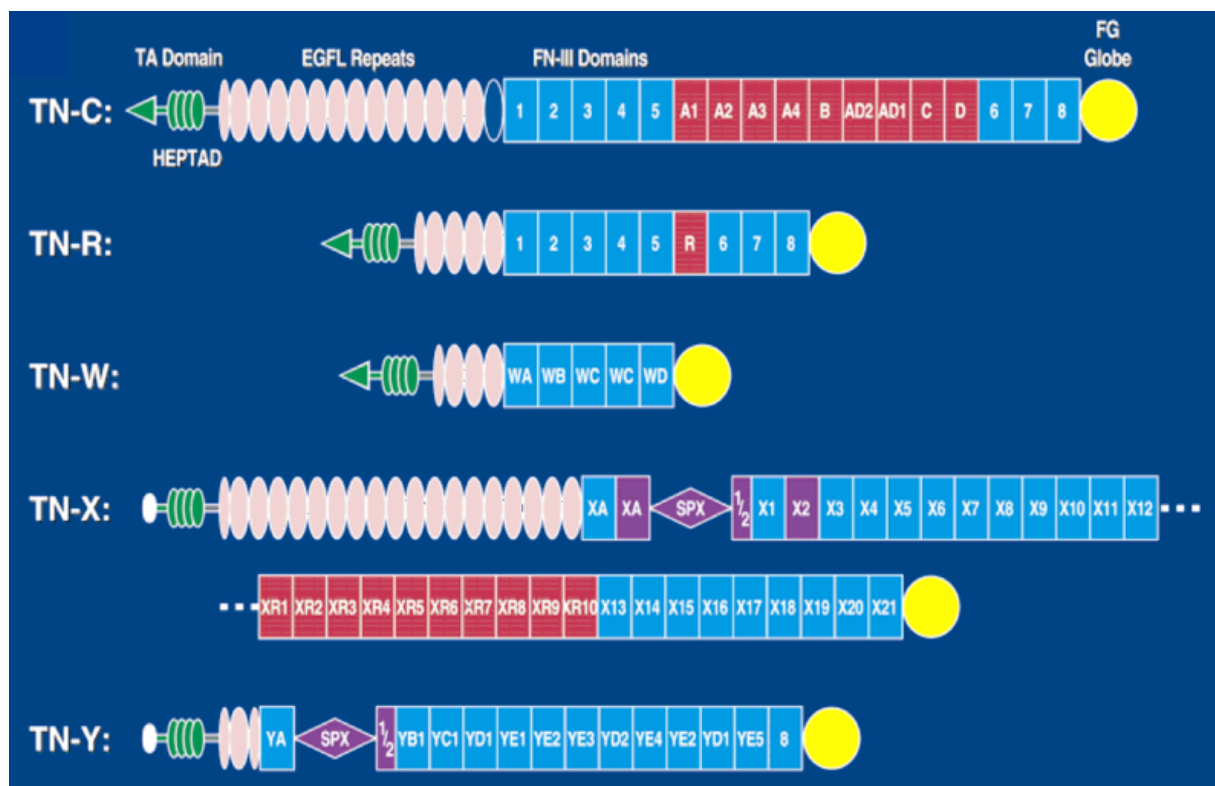 FG
TA Domain EGFL Repeats FN-III Domains Globe
TN-C: 1 2 3 4 5 A1 A2 A3 A4 B AD2 AD1 C D 6 7 8
HEPTAD
TN-R: 1 2 3 4 5 R 6 7 8
TN-W: WA WB WC WC WD
TN-X: XA XA SPX 1/2 X1 X2 X3 X4 X5 X6 X7 X8 X9 X10 X11 X12
XR1 XR2 XR3 XR4 XR5 XR6 XR7 XR8 XR9 XR10 X13 X14 X15 X16 X17 X18 X19 X20 X21
TN-Y: YA SPX 1/2 YB1 YC1 YD1 YE1 YE2 YE3 YD2 YE4 YE2 YD1 YE5 8